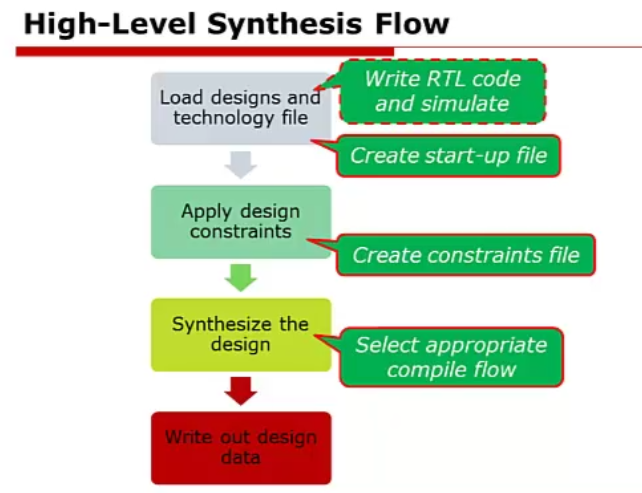 High-Level Synthesis Flow
Load designs and
technology file
Write RTL code
and simulate
Create start-up file
Apply design
constraints
Create constraints file
Synthesize the
design
Select appropriate
compile flow
Write out design
data